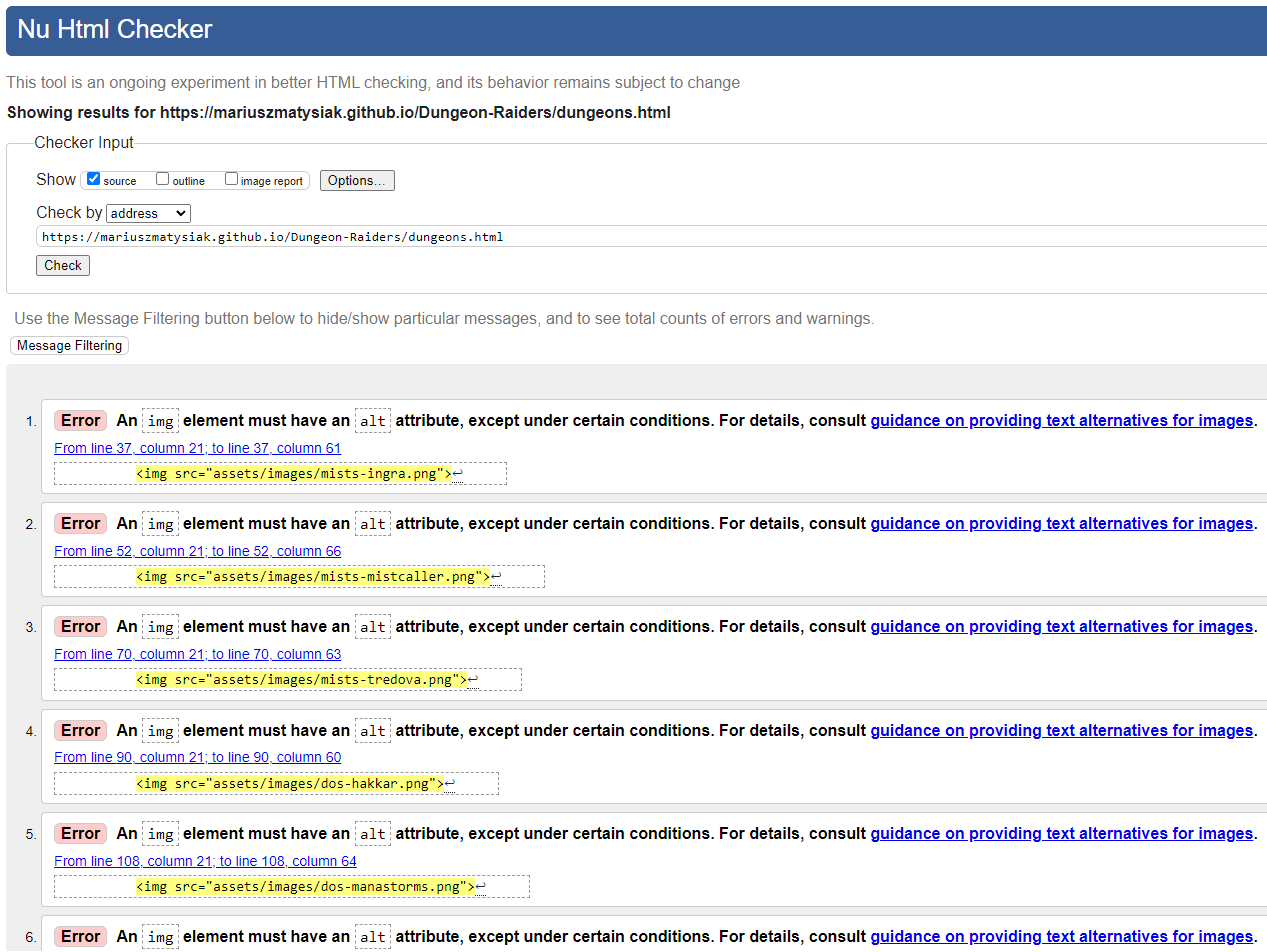 Nu Html Checker
This tool is an ongoing experiment in better HTML checking, and its behavior remains subject to change
Showing results for https://mariuszmatysiak.github.io/Dungeon-Raiders/dungeons.html
Checker Input
Show source outline image report Options...
Check by address
https://mariuszmatysiak.github.io/Dungeon-Raiders/dungeons.html
Check
Use the Message Filtering button below to hide/show particular messages, and to see total counts of errors and warnings.
Message Filtering
1. Error An img element must have an alt attribute, except under certain conditions. For details, consult guidance on providing text alternatives for images.
From line 37, column 21; to line 37, column 61
<img src="assets/images/mists-ingra.png">↩
2. Error An img element must have an alt attribute, except under certain conditions. For details, consult guidance on providing text alternatives for images.
From line 52, column 21; to line 52, column 66
<img src="assets/images/mists-mistcaller.png">↩
3. Error An img element must have an alt attribute, except under certain conditions. For details, consult guidance on providing text alternatives for images.
From line 70, column 21; to line 70, column 63
<img src="assets/images/mists-tredova.png">↩
4. Error An img element must have an alt attribute, except under certain conditions. For details, consult guidance on providing text alternatives for images.
From line 90, column 21; to line 90, column 60
<img src="assets/images/dos-hakkar.png">↩
5. Error An img element must have an alt attribute, except under certain conditions. For details, consult guidance on providing text alternatives for images.
From line 108, column 21; to line 108, column 64
<img src="assets/images/dos-manastorms.png">↩
6. Error An img element must have an alt attribute, except under certain conditions. For details, consult guidance on providing text alternatives for images.